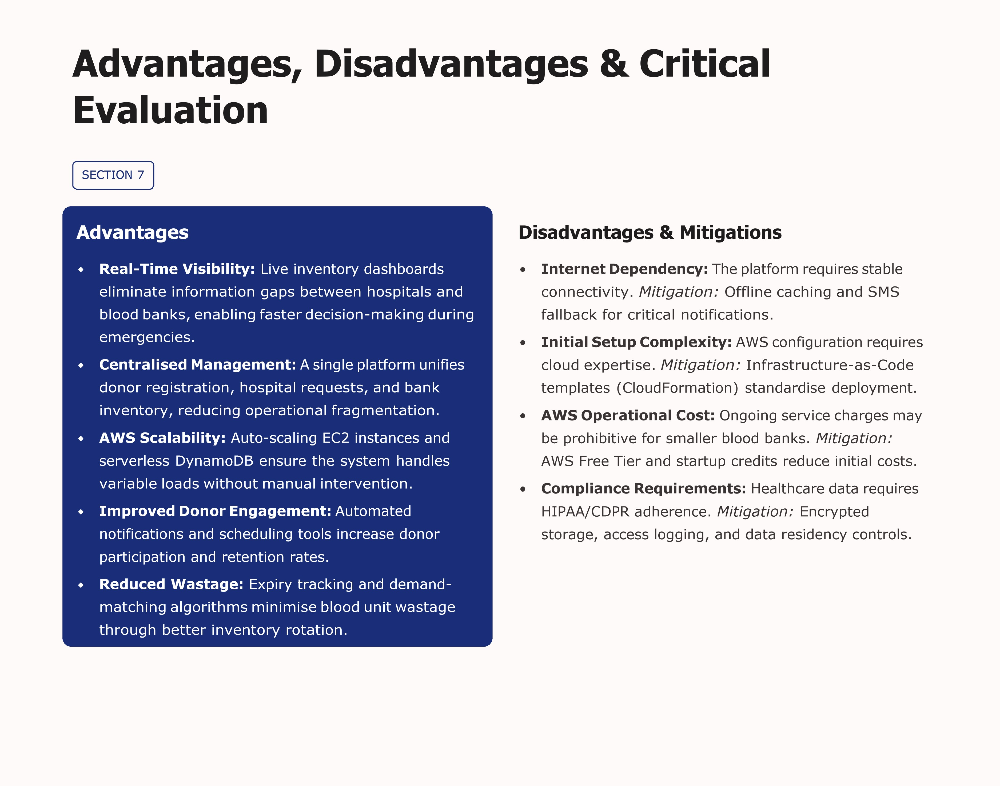 Advantages, Disadvantages & Critical
Evaluation
SECTION 7
Advantages
• Real-Time Visibility: Live inventory dashboards
eliminate information gaps between hospitals and
blood banks, enabling faster decision-making during
emergencies.
• Centralised Management: A single platform unifies
donor registration, hospital requests, and bank
inventory, reducing operational fragmentation.
• AWS Scalability: Auto-scaling EC2 instances and
serverless DynamoDB ensure the system handles
variable loads without manual intervention.
• Improved Donor Engagement: Automated
notifications and scheduling tools increase donor
participation and retention rates.
• Reduced Wastage: Expiry tracking and demand-
matching algorithms minimise blood unit wastage
through better inventory rotation.
Disadvantages & Mitigations
• Internet Dependency: The platform requires stable
connectivity. Mitigation: Offline caching and SMS
fallback for critical notifications.
• Initial Setup Complexity: AWS configuration requires
cloud expertise. Mitigation: Infrastructure-as-Code
templates (CloudFormation) standardise deployment.
• AWS Operational Cost: Ongoing service charges may
be prohibitive for smaller blood banks. Mitigation:
AWS Free Tier and startup credits reduce initial costs.
• Compliance Requirements: Healthcare data requires
HIPAA/CDPR adherence. Mitigation: Encrypted
storage, access logging, and data residency controls.